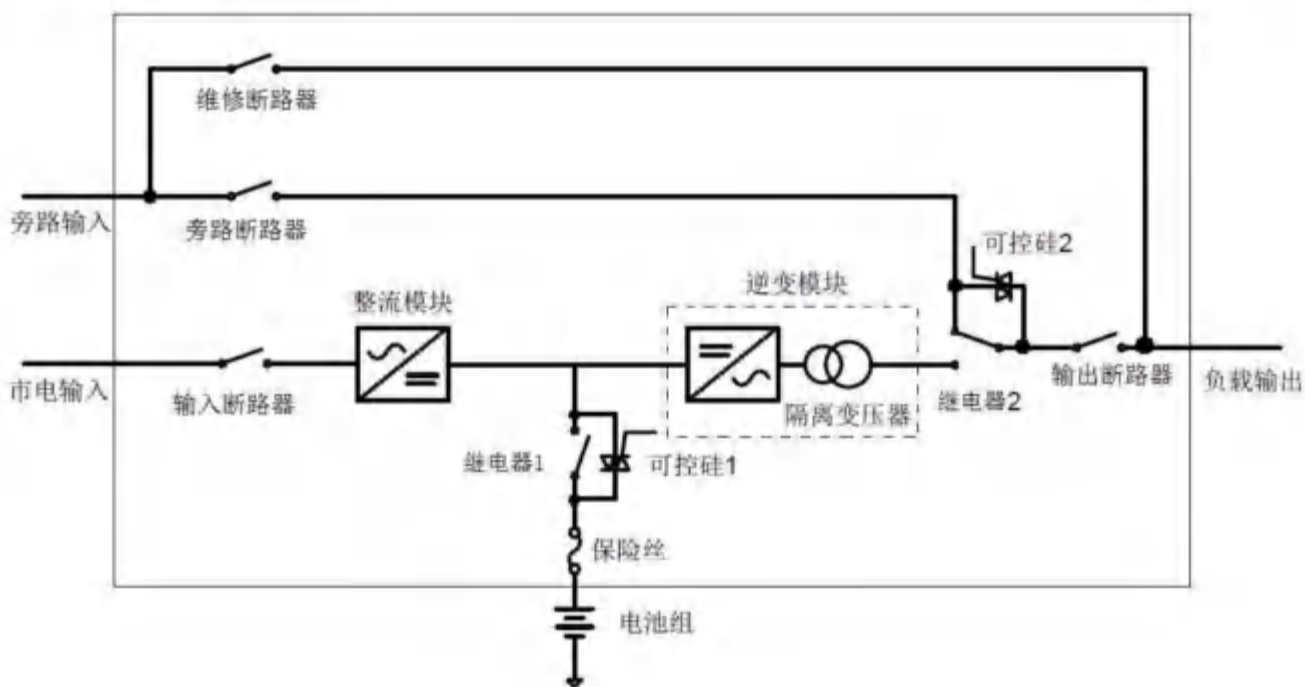 维修断路器
旁路输入
旁路断路器
可控硅2
逆变模块
整流模块
市电输入
输入断路器
隔离变压器
继电器2
输出断路器
负载输出
继电器1
可控硅1
保险丝
电池组